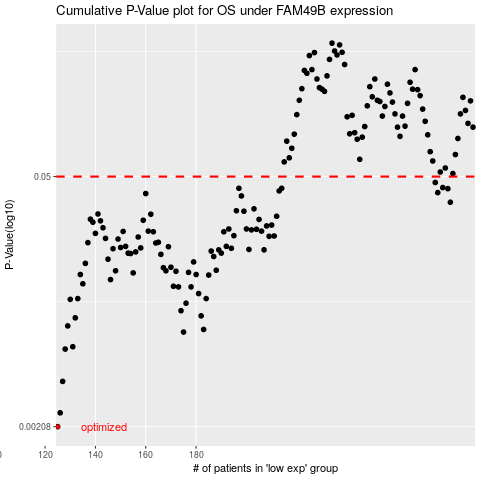 Cumulative P-Value plot for OS under FAM49B expression
P-Value(log10)
0.05
0.00208
optimized
0
120
140
160
180
# of patients in 'low exp' group